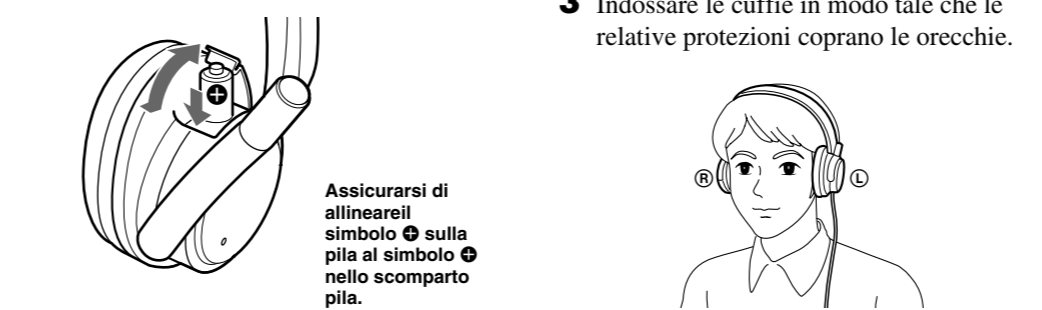 Assicurarsi di
allineareil
simbolo ⊕ sulla
pila al simbolo ⊕
nello scomparto
pila.
3 Indossare le cuffie in modo tale che le
relative protezioni coprano le orecchie.
R L